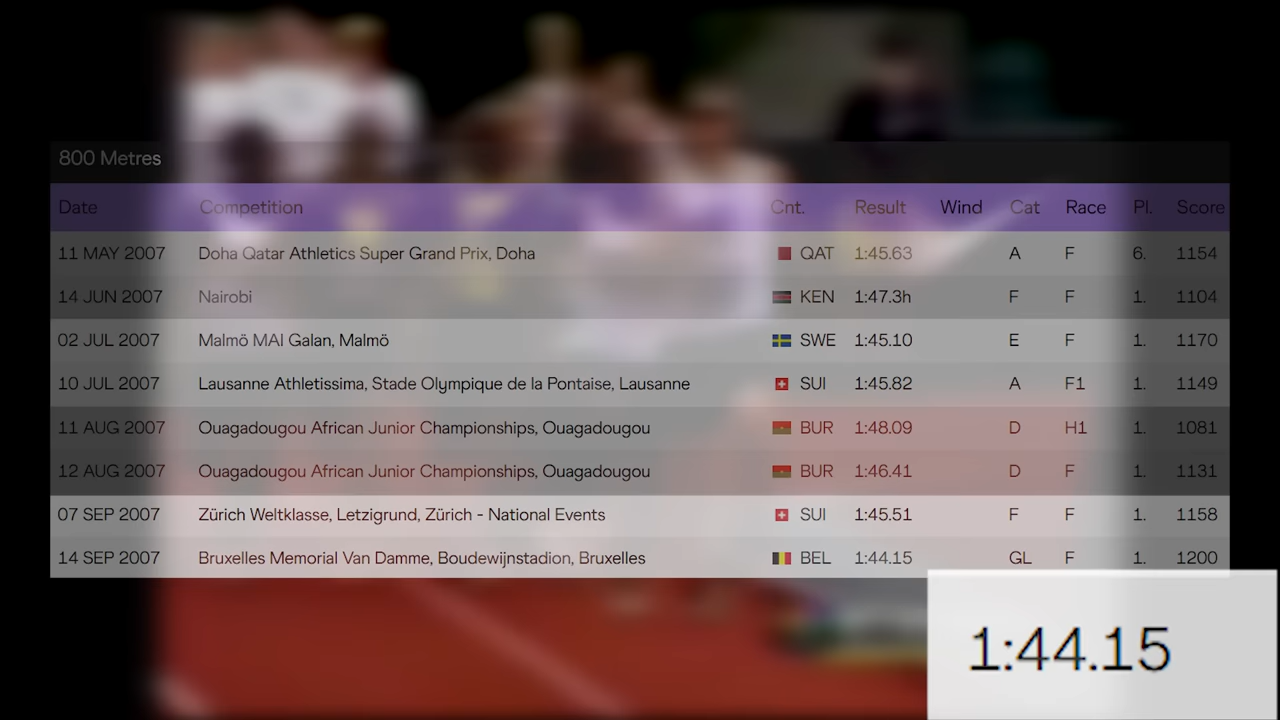 800 Metres
Date Competition Cnt. Result Wind Cat Race Pl. Score
11 MAY 2007 Doha Qatar Athletics Super Grand Prix, Doha QAT 1:45.63 A F 6. 1154
14 JUN 2007 Nairobi KEN 1:47.3h F F 1. 1104
02 JUL 2007 Malmö MAI Galan, Malmö SWE 1:45.10 E F 1. 1170
10 JUL 2007 Lausanne Athletissima, Stade Olympique de la Pontaise, Lausanne SUI 1:45.82 A F1 1. 1149
11 AUG 2007 Ouagadougou African Junior Championships, Ouagadougou BUR 1:48.09 D H1 1. 1081
12 AUG 2007 Ouagadougou African Junior Championships, Ouagadougou BUR 1:46.41 D F 1. 1131
07 SEP 2007 Zürich Weltklasse, Letzigrund, Zürich - National Events SUI 1:45.51 F F 1. 1158
14 SEP 2007 Bruxelles Memorial Van Damme, Boudewijnstadion, Bruxelles BEL 1:44.15 GL F 1. 1200
1:44.15